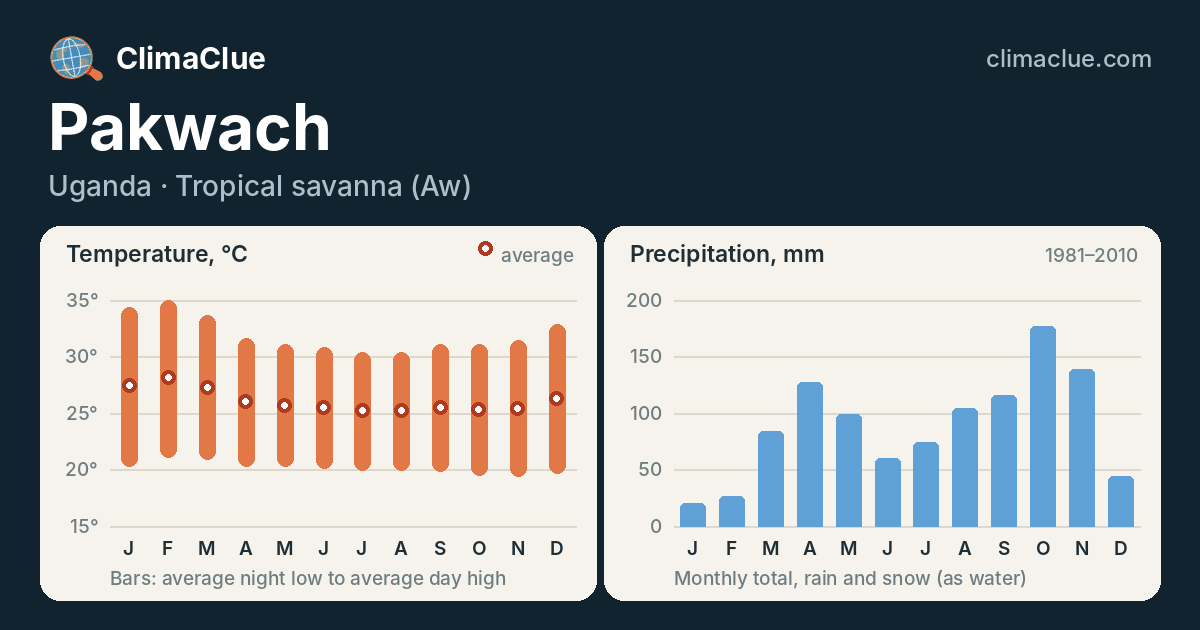 ClimaClue
climaclue.com
Pakwach
Uganda · Tropical savanna (Aw)
Temperature, °C
average
35°
30°
25°
20°
15°
J F M A M J J A S O N D
Bars: average night low to average day high
Precipitation, mm
1981–2010
200
150
100
50
0
J F M A M J J A S O N D
Monthly total, rain and snow (as water)